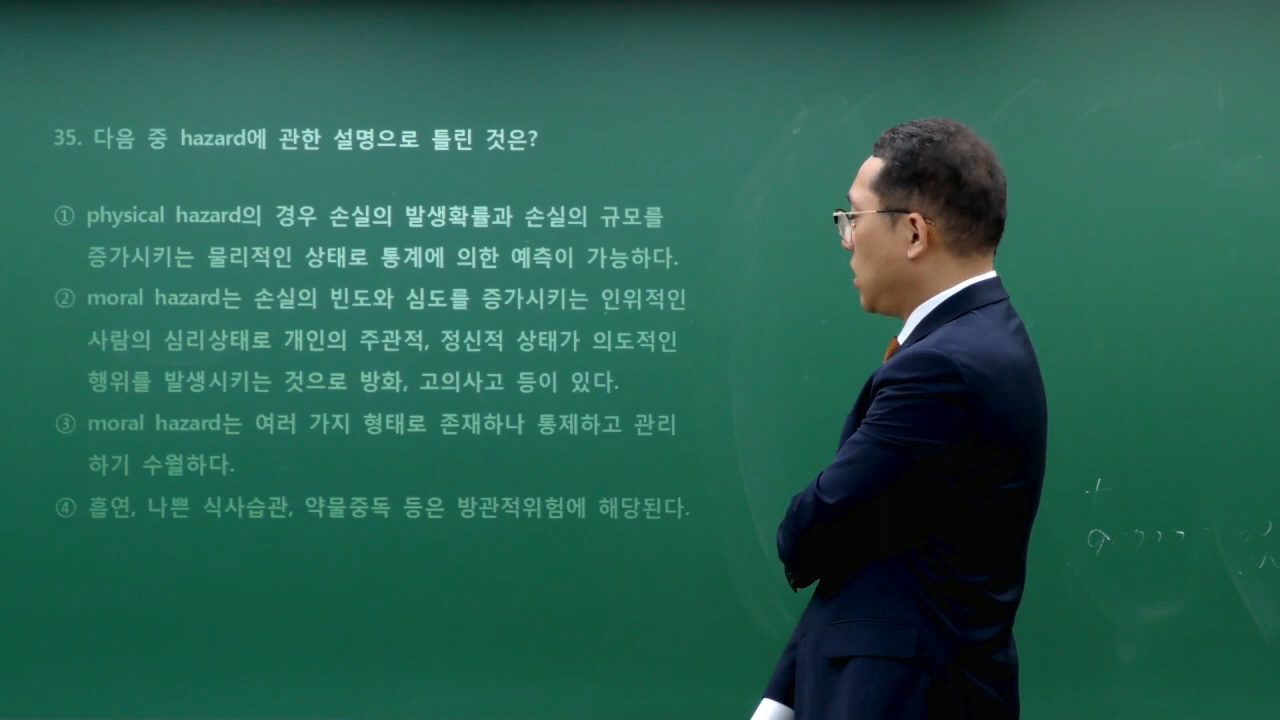 35. 다음 중 hazard에 관한 설명으로 틀린 것은?
① physical hazard의 경우 손실의 발생확률과 손실의 규모를
증가시키는 물리적인 상태로 통계에 의한 예측이 가능하다.
② moral hazard는 손실의 빈도와 심도를 증가시키는 인위적인
사람의 심리상태로 개인의 주관적, 정신적 상태가 의도적인
행위를 발생시키는 것으로 방화, 고의사고 등이 있다.
③ moral hazard는 여러 가지 형태로 존재하나 통제하고 관리
하기 수월하다.
④ 흡연, 나쁜 식사습관, 약물중독 등은 방관적위험에 해당된다.